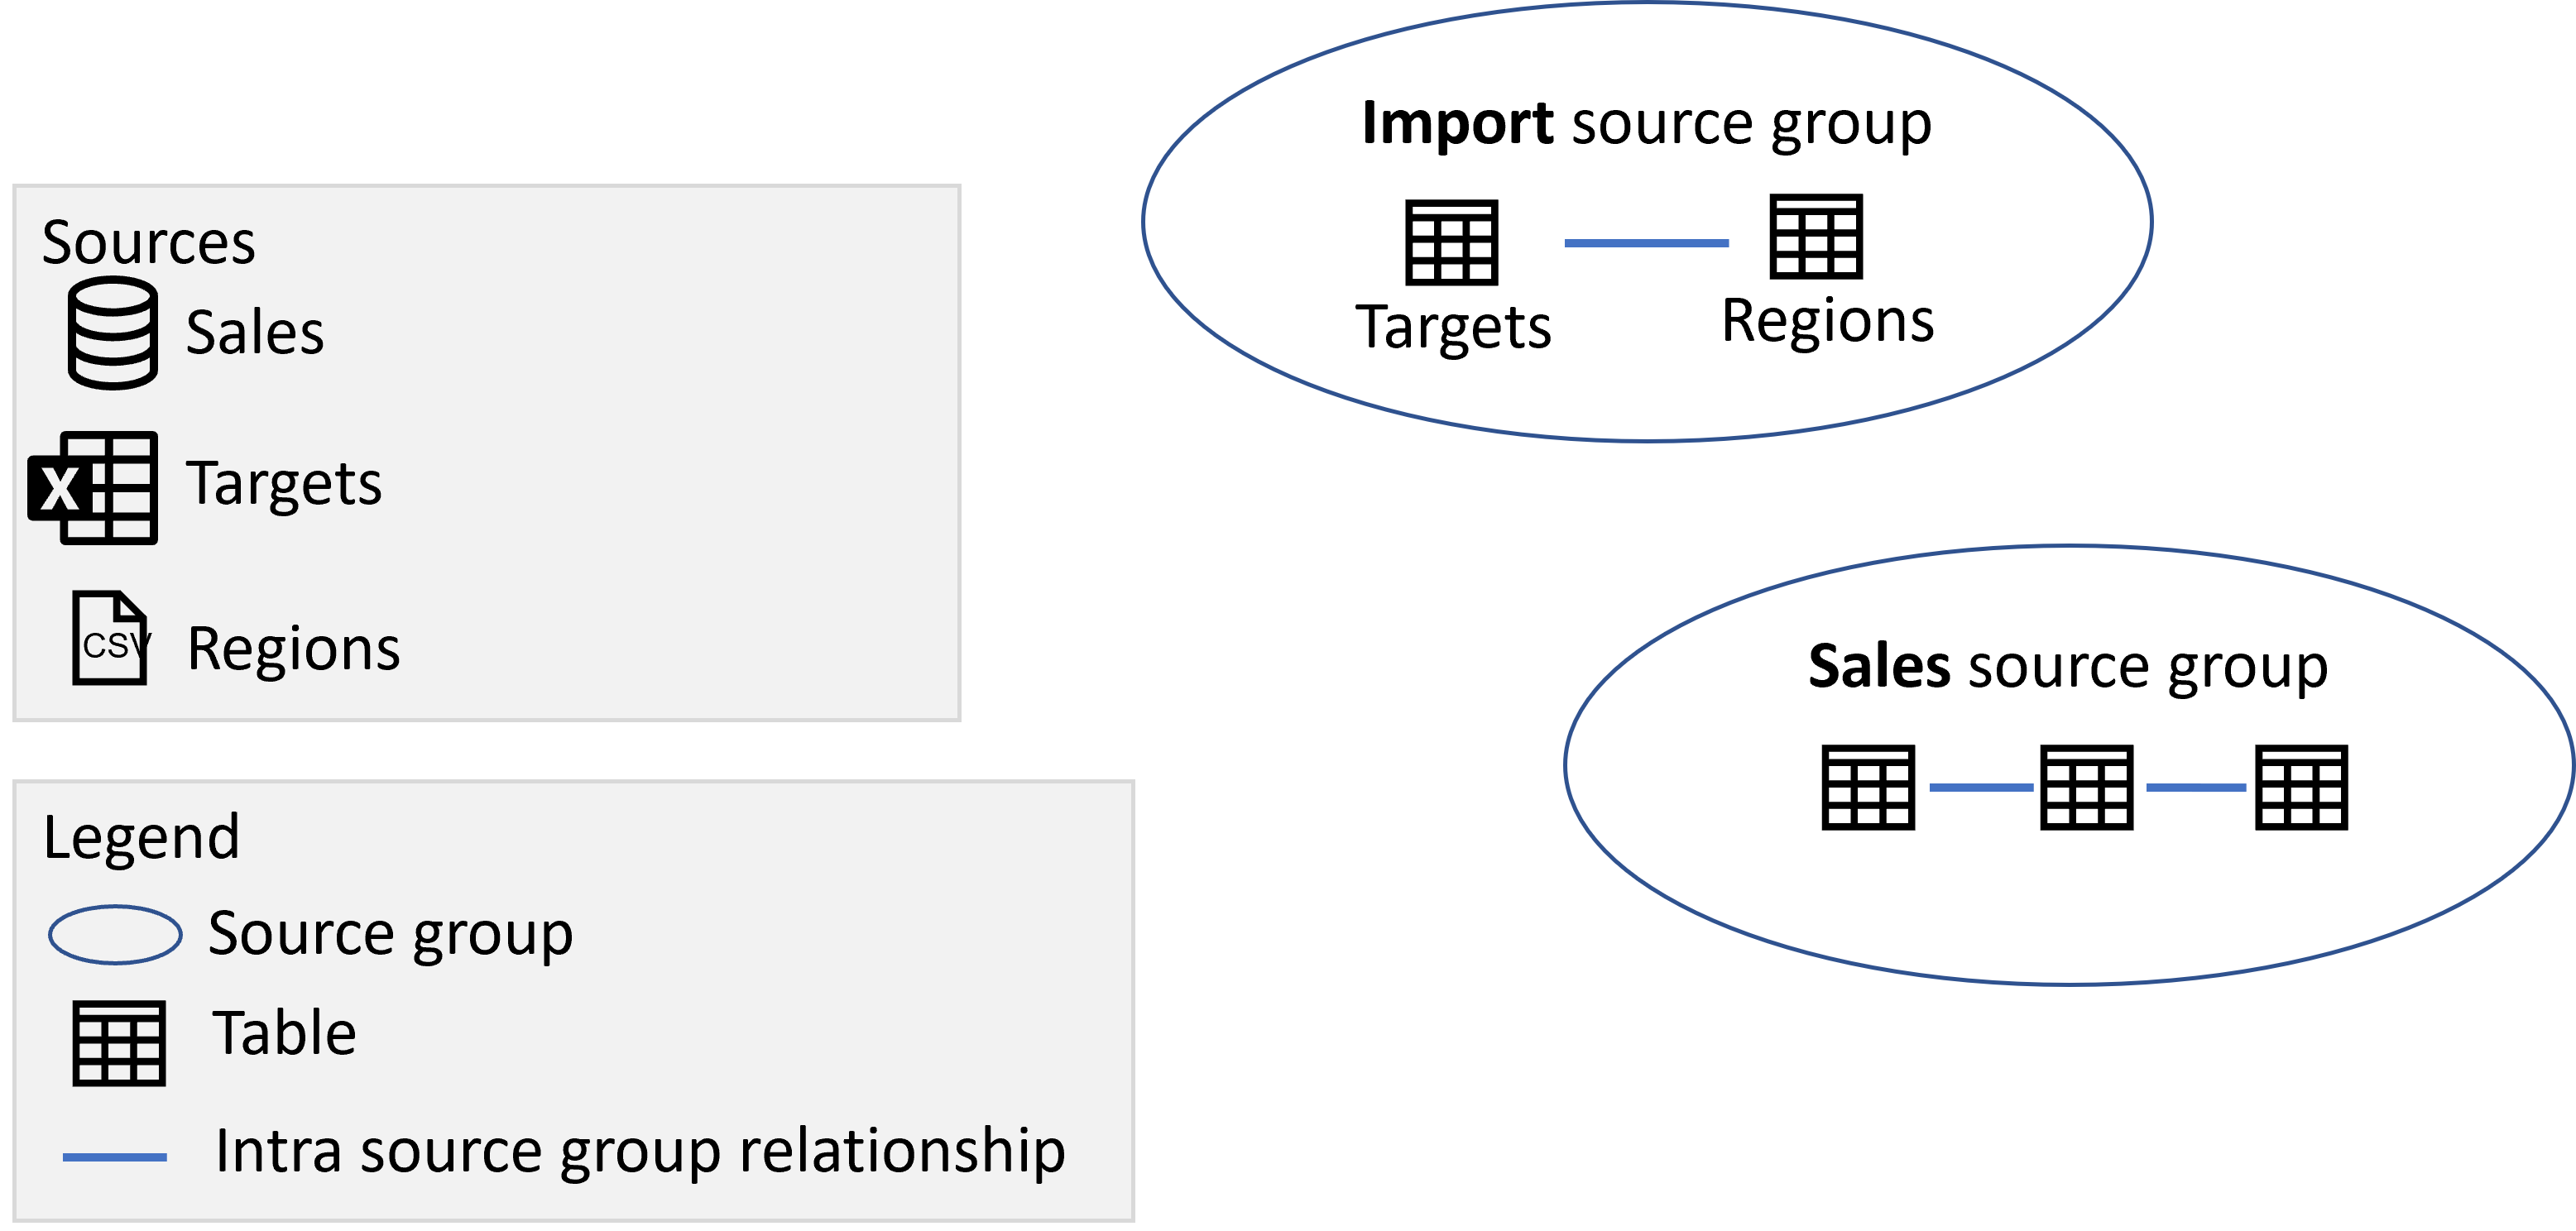 Import source group
Targets
Regions
Sources
Sales
Targets
X
CSV
Regions
Sales source group
Legend
Source group
Table
Intra source group relationship